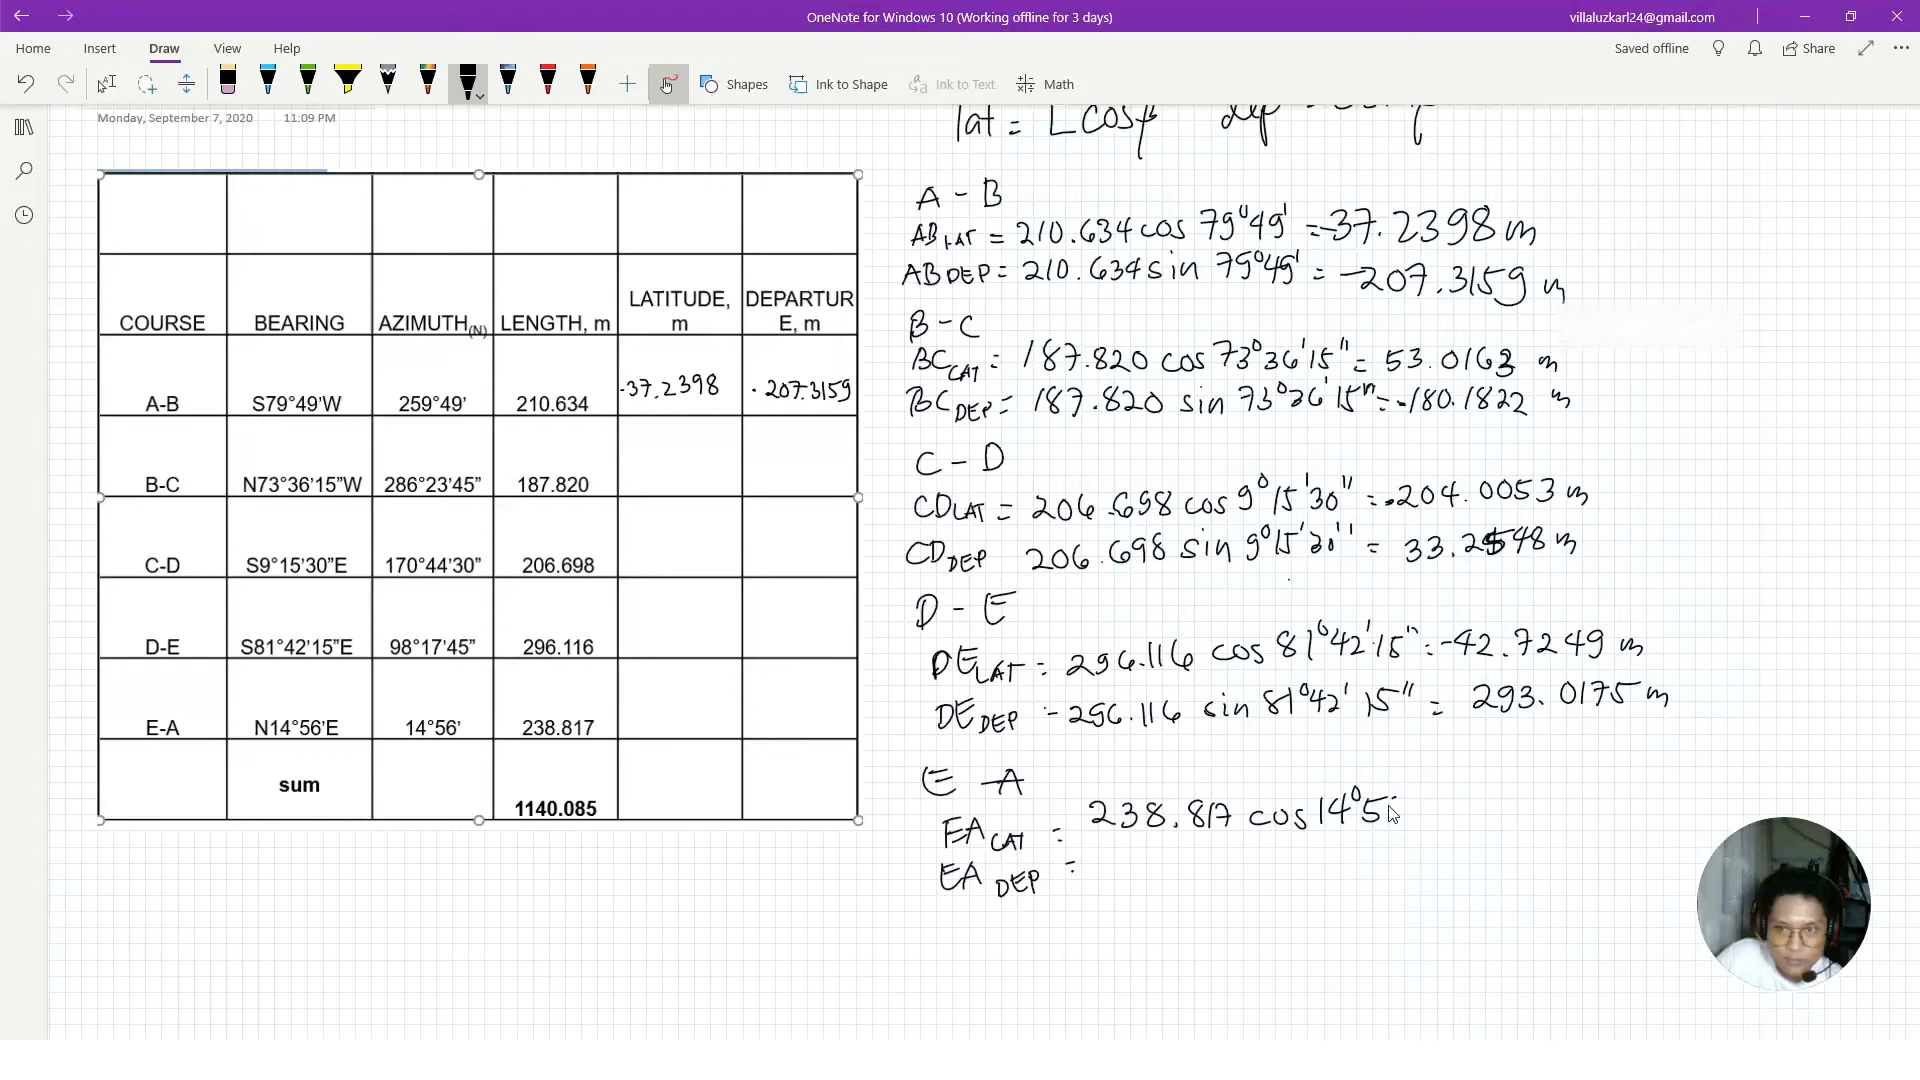 OneNote for Windows 10 (Working offline for 3 days)
villaluzkarl24@gmail.com
Home Insert Draw View Help
Saved offline Share
Shapes Ink to Shape Ink to Text Math
Monday, September 7, 2020 11:09 PM
COURSE BEARING AZIMUTH(N) LENGTH, m LATITUDE, m DEPARTURE, m
A-B S79°49'W 259°49' 210.634 -37.2398 -207.3159
B-C N73°36'15"W 286°23'45" 187.820
C-D S9°15'30"E 170°44'30" 206.698
D-E S81°42'15"E 98°17'45" 296.116
E-A N14°56'E 14°56' 238.817
sum 1140.085
lat = L cosβ dep =
A - B
AB LAT = 210.634 cos 79°49' = -37.2398 m
AB DEP = 210.634 sin 79°49' = -207.3159 m
B - C
BC LAT = 187.820 cos 73°36'15" = 53.0163 m
BC DEP = 187.820 sin 73°36'15" = -180.1822 m
C - D
CD LAT = 206.698 cos 9°15'30" = -204.0053 m
CD DEP 206.698 sin 9°15'30" = 33.2548 m
D - E
DE LAT = 296.116 cos 81°42'15" = -42.7249 m
DE DEP = 296.116 sin 81°42'15" = 293.0175 m
E - A
EA LAT = 238.817 cos 14°5
EA DEP =